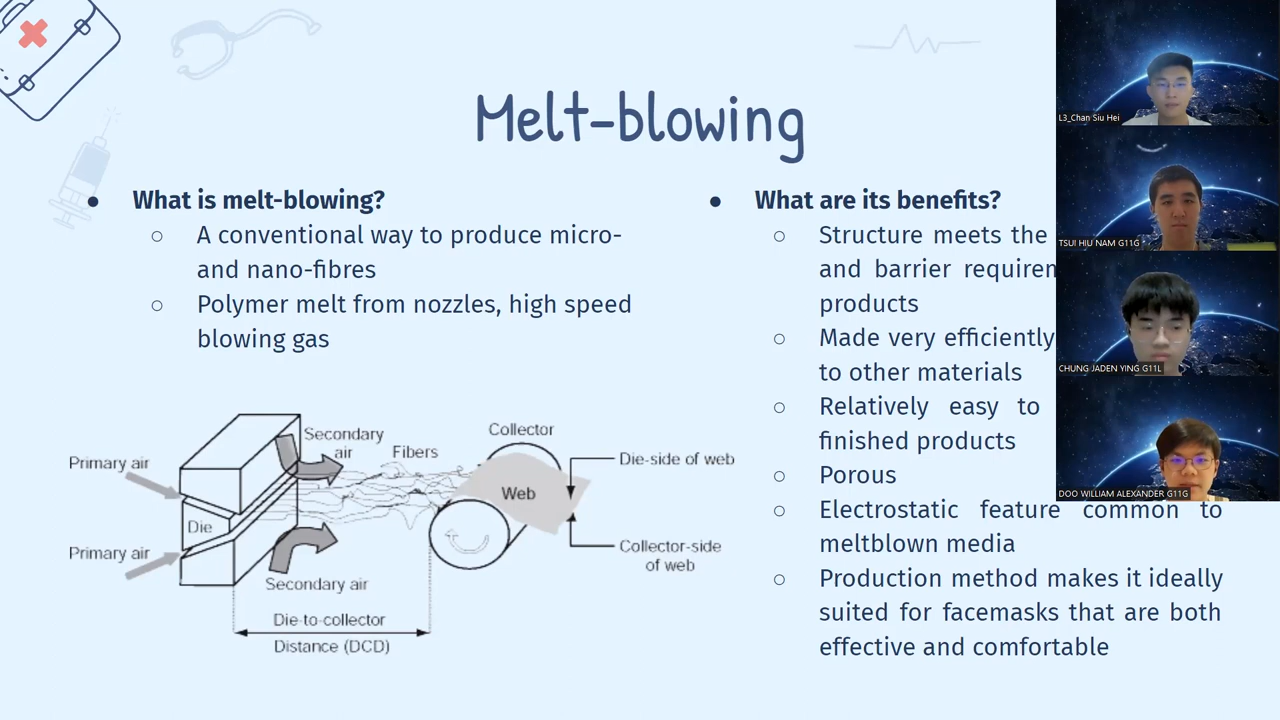 Melt-blowing
What is melt-blowing?
A conventional way to produce micro-
and nano-fibres
Polymer melt from nozzles, high speed
blowing gas
Primary air
Primary air
Die
Secondary
air
Fibers
Collector
Web
Die-side of web
Collector-side
of web
Secondary air
Die-to-collector
Distance (DCD)
What are its benefits?
Structure meets the
and barrier
products
Made very efficiently
to other materials
Relatively easy to
finished products
Porous
Electrostatic feature common to
meltblown media
Production method makes it ideally
suited for facemasks that are both
effective and comfortable
L3_Chan Siu Hei
TSUI HIU NAM G11G
CHUNG JADEN YING G11L
DOO WILLIAM ALEXANDER G11G